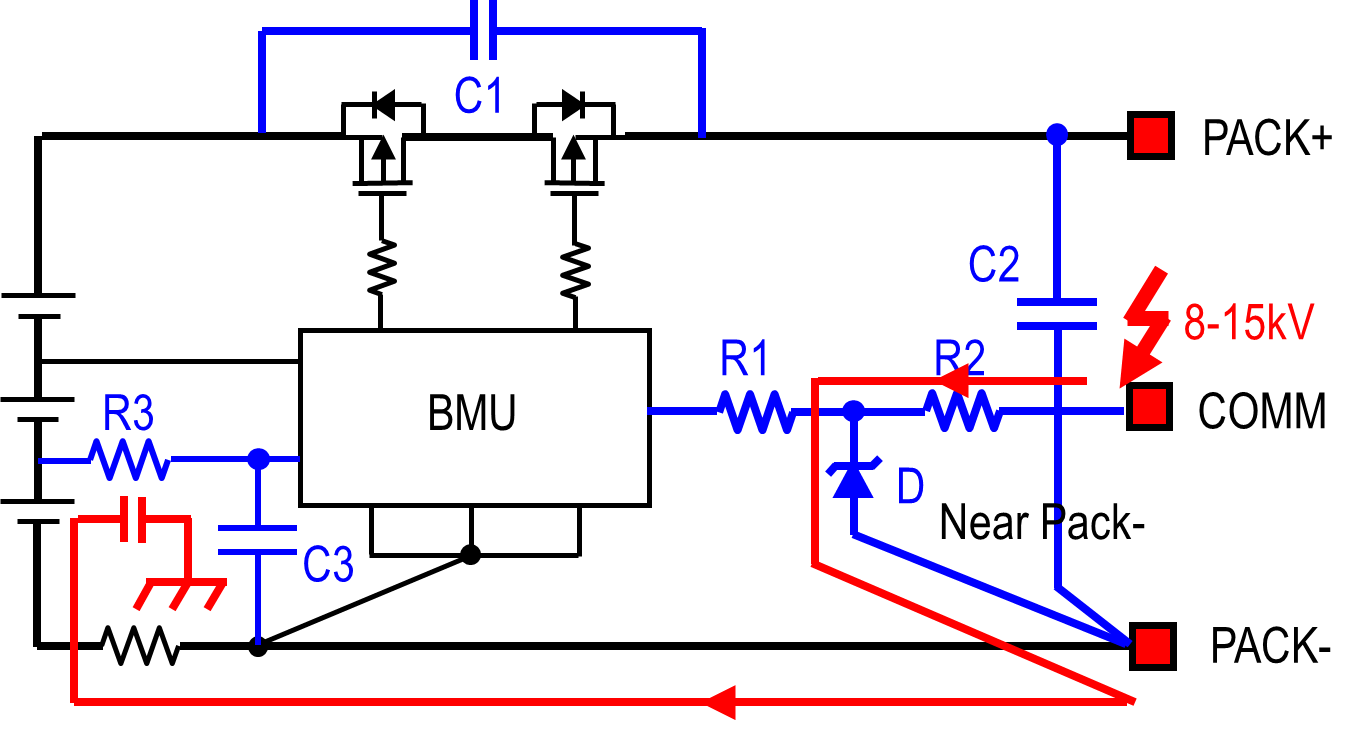 C1
PACK+
C2
8-15kV
R1
R2
BMU
COMM
R3
D
Near Pack-
C3
PACK-